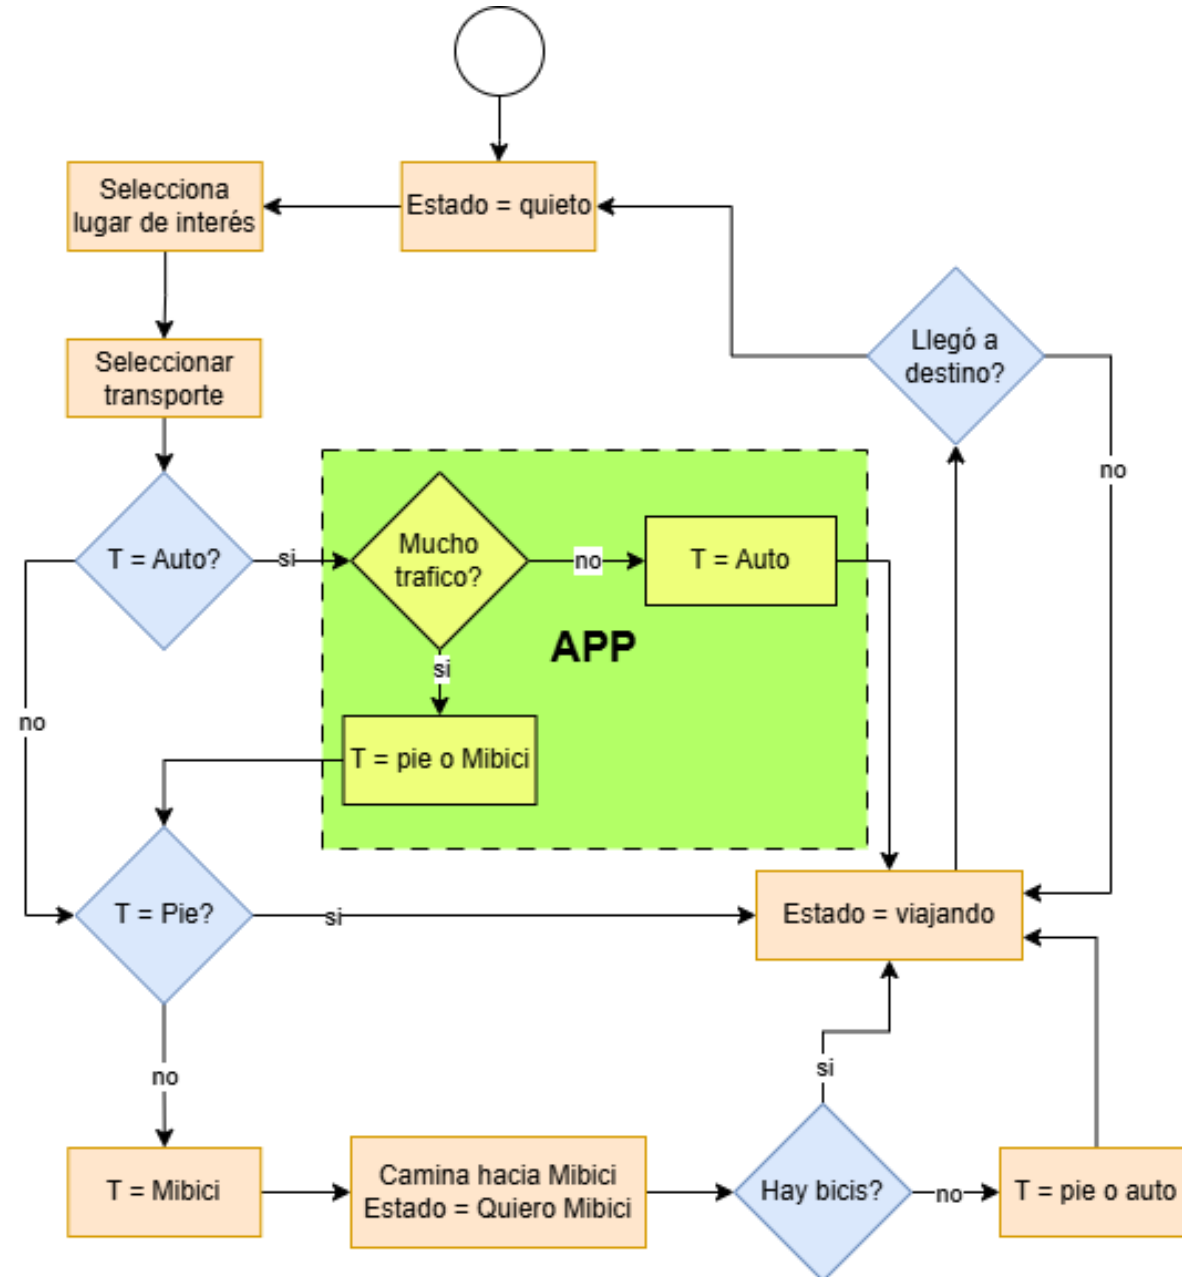 Selecciona
lugar de interés
Estado = quieto
Llegó a
destino?
Seleccionar
transporte
no
T = Auto?
si
Mucho
trafico?
no
T = Auto
APP
si
no
T = pie o Mibici
T = Pie?
si
Estado = viajando
no
si
T = Mibici
Camina hacia Mibici
Estado = Quiero Mibici
Hay bicis?
no
T = pie o auto